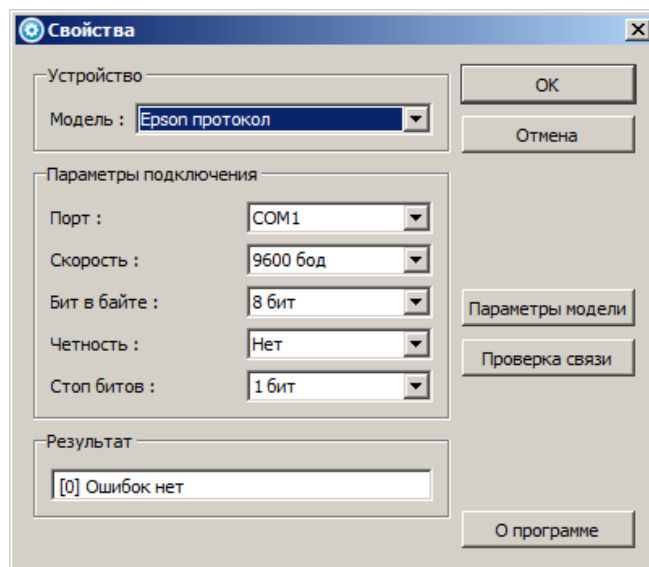 Свойства
Устройство
Модель : Epson протокол
OK
Отмена
Параметры подключения
Порт : COM1
Скорость : 9600 бод
Бит в байте : 8 бит
Четность : Нет
Стоп битов : 1 бит
Параметры модели
Проверка связи
Результат
[0] Ошибок нет
О программе